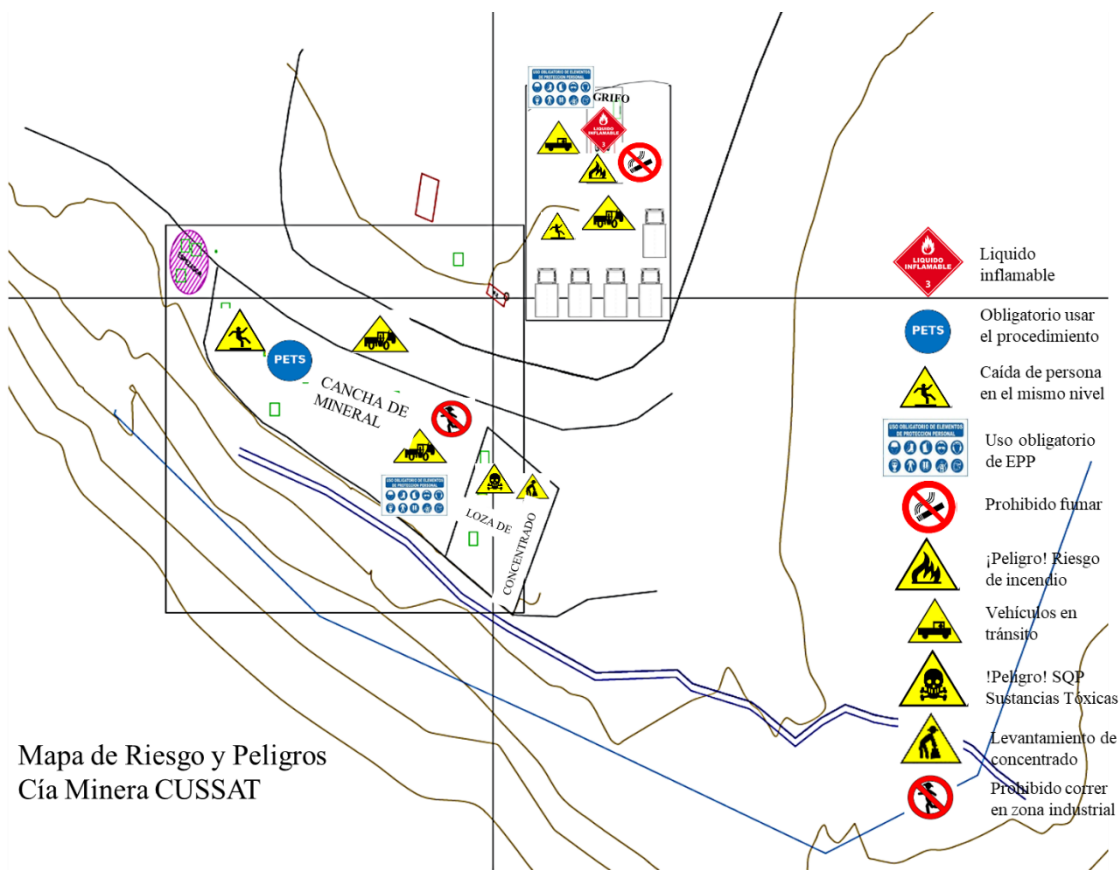 USO OBLIGATORIO DE ELEMENTOS
DE PROTECCION PERSONAL
GRIFO
LIQUIDO
INFLAMABLE
3
PETS
CANCHA DE
MINERAL
USO OBLIGATORIO DE ELEMENTOS
DE PROTECCION PERSONAL
LOZA DE
CONCENTRADO
LIQUIDO
INFLAMABLE
3
Liquido
inflamable
PETS
Obligatorio usar
el procedimiento
Caída de persona
en el mismo nivel
USO OBLIGATORIO DE ELEMENTOS
DE PROTECCION PERSONAL
Uso obligatorio
de EPP
Prohibido fumar
¡Peligro! Riesgo
de incendio
Vehículos en
tránsito
!Peligro! SQP
Sustancias Tóxicas
Levantamiento de
concentrado
Prohibido correr
en zona industrial
Mapa de Riesgo y Peligros
Cía Minera CUSSAT